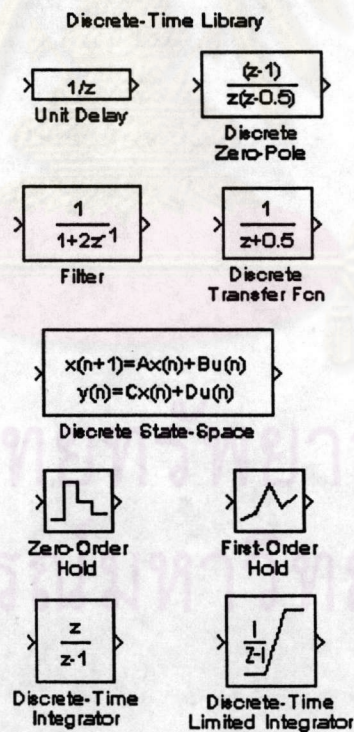 Discrete-Time Library
1/z
Unit Delay
(z-1)
z(z-0.5)
Discrete
Zero-Pole
1
1+2z-1
Filter
1
z+0.5
Discrete
Transfer Fcn
x(n+1)=Ax(n)+Bu(n)
y(n)=Cx(n)+Du(n)
Discrete State-Space
Zero-Order
Hold
First-Order
Hold
z
z-1
Discrete-Time
Integrator
1
z-1
Discrete-Time
Limited Integrator